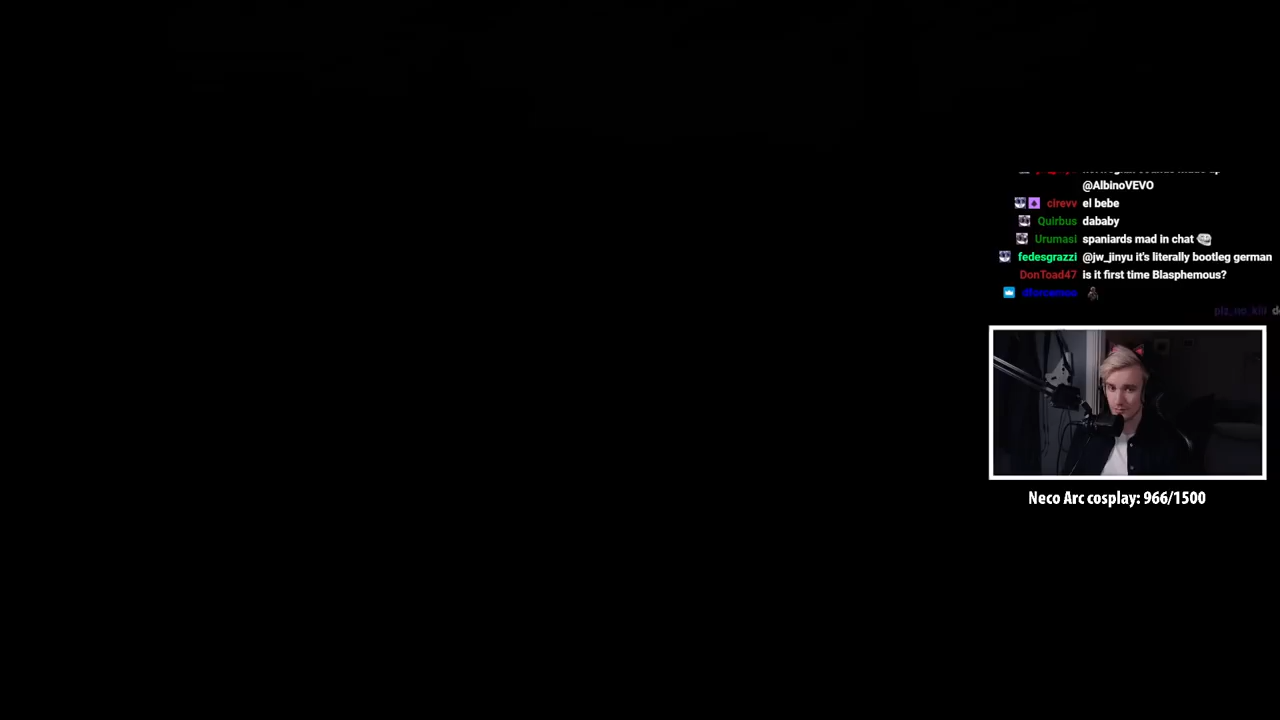 @AlbinoVEVO
cirevv el bebe
Quirbus dababy
Urumasi spaniards mad in chat
fedesgrazzi @jw_jinyu it's literally bootleg german
DonToad47 is it first time Blasphemous?
plz_no_kill
Neco Arc cosplay: 966/1500